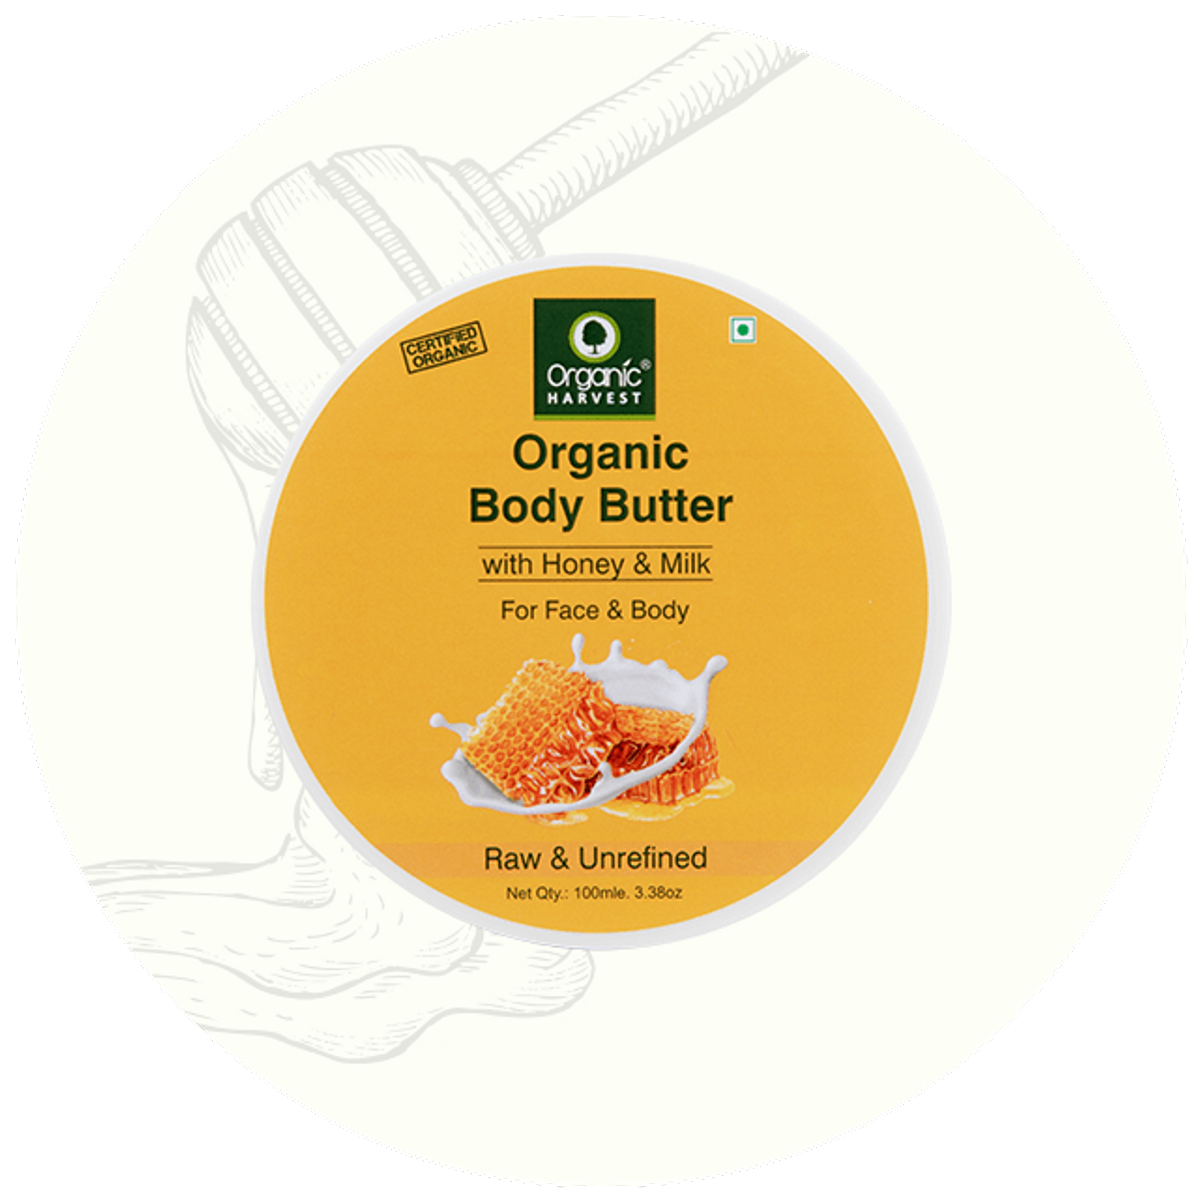 CERTIFIED
ORGANIC
Organic®
HARVEST
Organic
Body Butter
with Honey & Milk
For Face & Body
Raw & Unrefined
Net Qty.: 100mle. 3.38oz